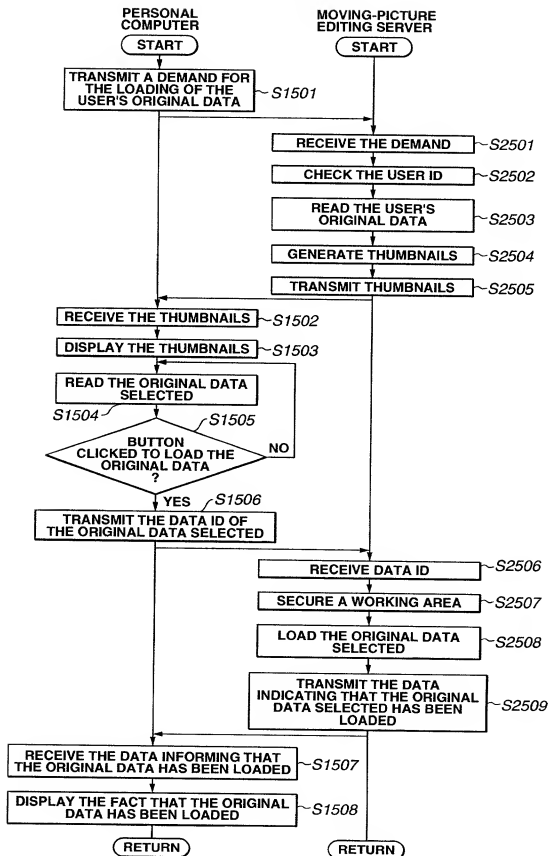 PERSONAL
COMPUTER
MOVING-PICTURE
EDITING SERVER
START
START
TRANSMIT A DEMAND FOR
THE LOADING OF THE
USER'S ORIGINAL DATA
S1501
RECEIVE THE DEMAND
S2501
CHECK THE USER ID
S2502
READ THE USER'S
ORIGINAL DATA
S2503
GENERATE THUMBNAILS
S2504
TRANSMIT THUMBNAILS
S2505
RECEIVE THE THUMBNAILS
S1502
DISPLAY THE THUMBNAILS
S1503
READ THE ORIGINAL DATA
SELECTED
S1504
S1505
BUTTON
CLICKED TO LOAD THE
ORIGINAL DATA
?
NO
YES
S1506
TRANSMIT THE DATA ID OF
THE ORIGINAL DATA SELECTED
RECEIVE DATA ID
S2506
SECURE A WORKING AREA
S2507
LOAD THE ORIGINAL DATA
SELECTED
S2508
TRANSMIT THE DATA
INDICATING THAT THE ORIGINAL
DATA SELECTED HAS BEEN
LOADED
S2509
RECEIVE THE DATA INFORMING THAT
THE ORIGINAL DATA HAS BEEN LOADED
S1507
DISPLAY THE FACT THAT THE ORIGINAL
DATA HAS BEEN LOADED
S1508
RETURN
RETURN